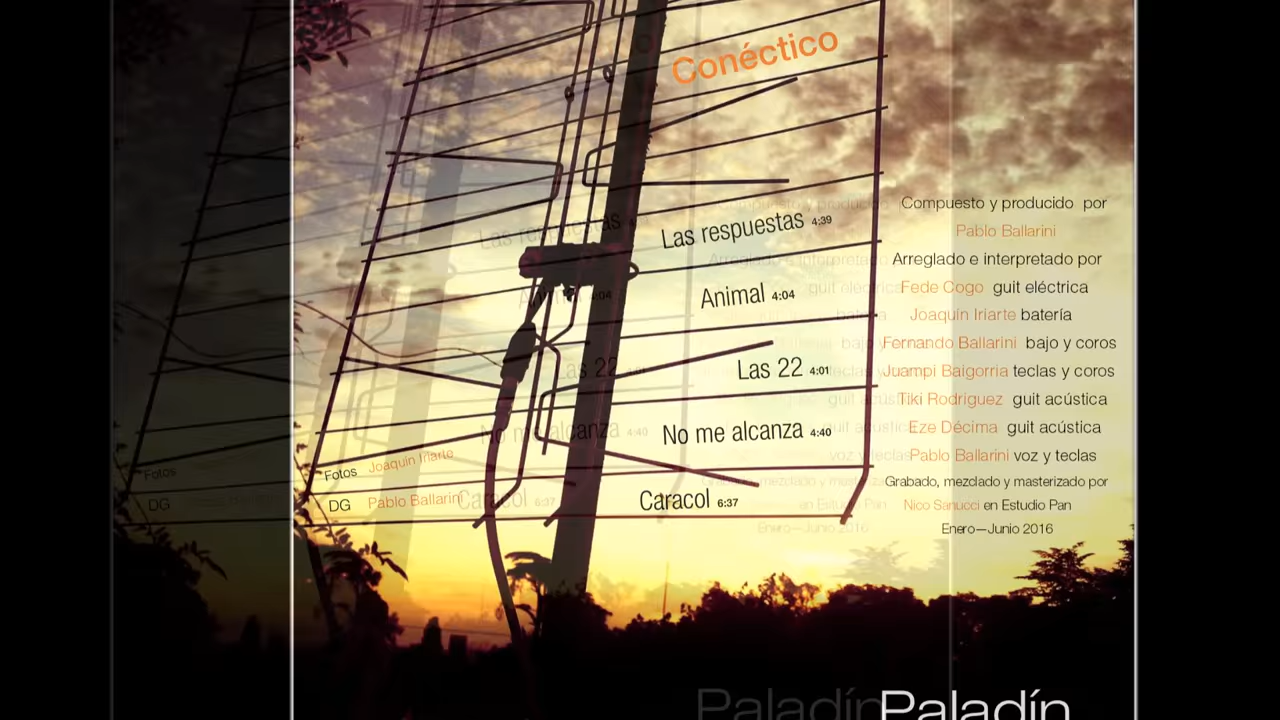 Conéctico
Las respuestas 4:39
Animal 4:04
Las 22 4:01
No me alcanza 4:40
Caracol 6:37
Fotos Joaquín Iriarte
DG Pablo Ballarini
Compuesto y producido por
Pablo Ballarini
Arreglado e interpretado por
Fede Cogo guit eléctrica
Joaquín Iriarte batería
Fernando Ballarini bajo y coros
Juampi Baigorria teclas y coros
Tiki Rodríguez guit acústica
Eze Décima guit acústica
Pablo Ballarini voz y teclas
Grabado, mezclado y masterizado por
Nico Sanucci en Estudio Pan
Enero—Junio 2016
Paladín